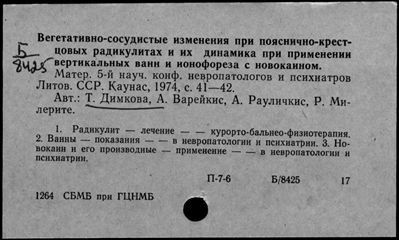 Б
8425
Вегетативно-сосудистые изменения при пояснично-крест-
цовых радикулитах и их динамика при применении
вертикальных ванн и ионофореза с новокаином.
Матер. 5-й науч. конф. невропатологов и психиатров
Литов. ССР. Каунас, 1974, с. 41—42.
Авт.: Т. Димкова, А. Варейкис, А. Рауличкис, Р. Ми-
лерите.
1. Радикулит — лечение — — курорто-бальнео-физиотерапия.
2. Ванны — показания — — в невропатологии и психиатрии. 3. Но-
вокаин и его производные — применение — — в невропатологии и
психиатрии.
П-7-6 Б/8425 17
1264 СБМБ при ГЦНМБ